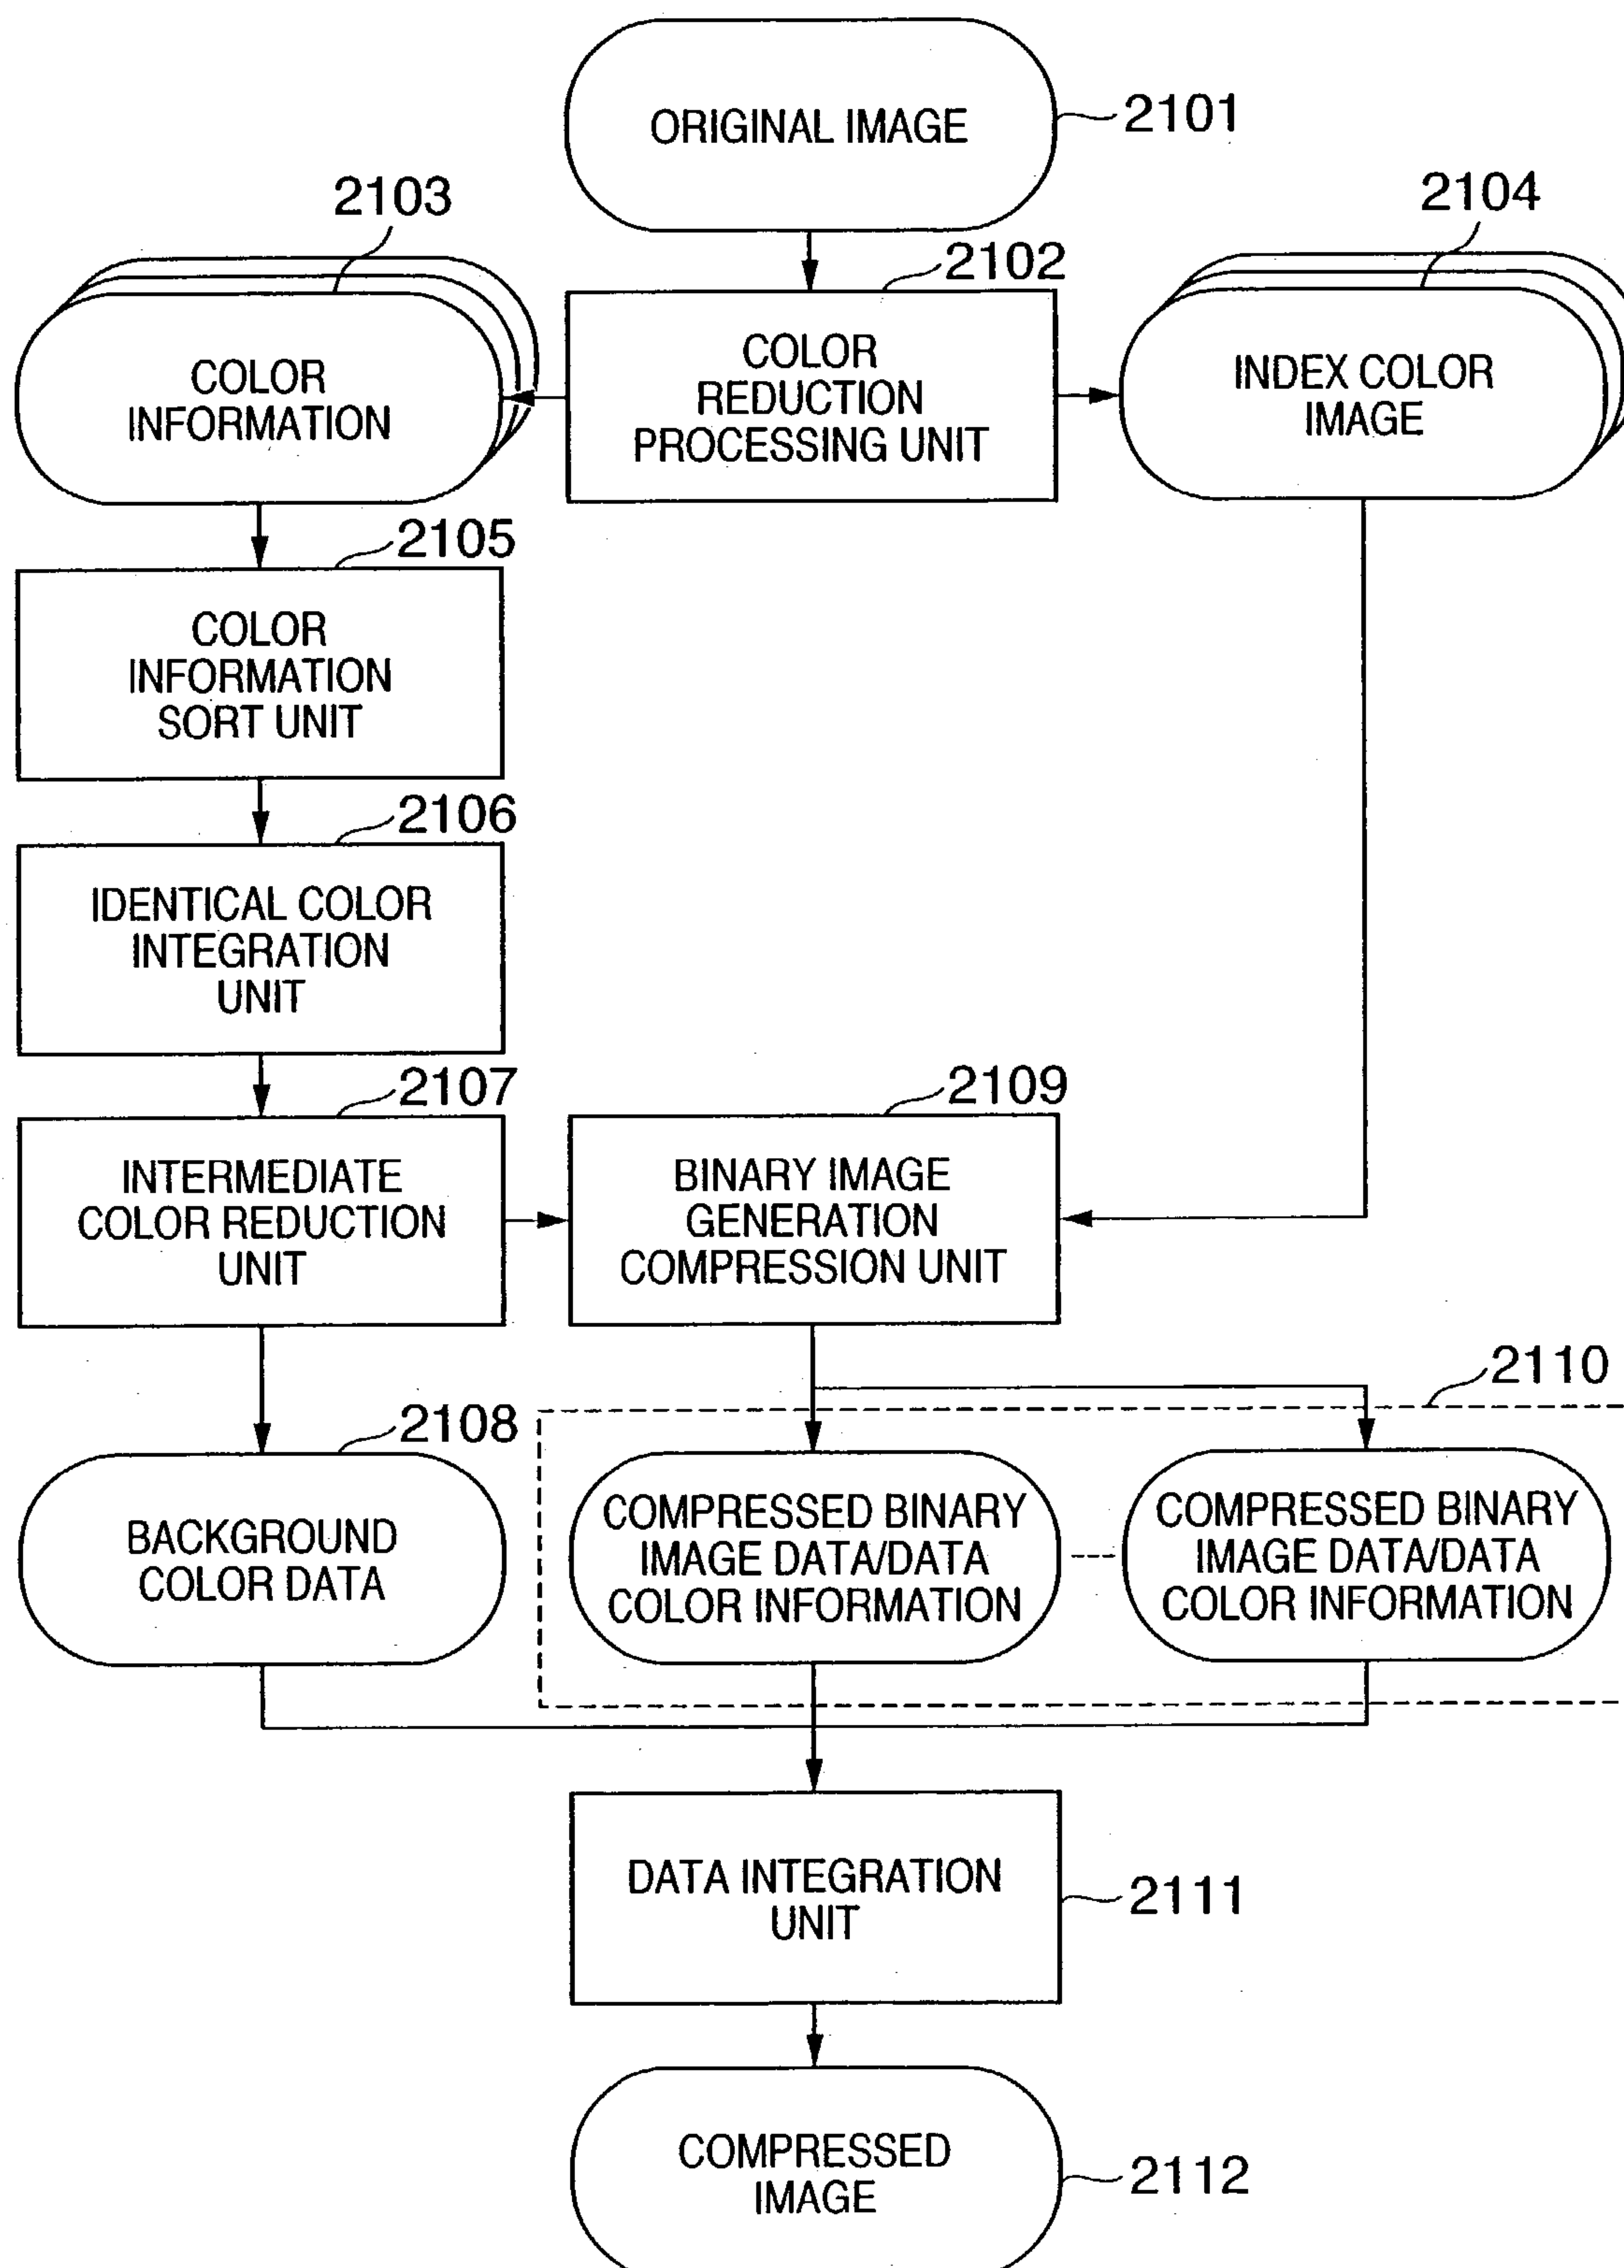 ORIGINAL IMAGE
2101
2103
2104
2102
COLOR
INFORMATION
COLOR
REDUCTION
PROCESSING UNIT
INDEX COLOR
IMAGE
2105
COLOR
INFORMATION
SORT UNIT
2106
IDENTICAL COLOR
INTEGRATION
UNIT
2107
2109
INTERMEDIATE
COLOR REDUCTION
UNIT
BINARY IMAGE
GENERATION
COMPRESSION UNIT
2110
2108
BACKGROUND
COLOR DATA
COMPRESSED BINARY
IMAGE DATA/DATA
COLOR INFORMATION
COMPRESSED BINARY
IMAGE DATA/DATA
COLOR INFORMATION
DATA INTEGRATION
UNIT
2111
COMPRESSED
IMAGE
2112